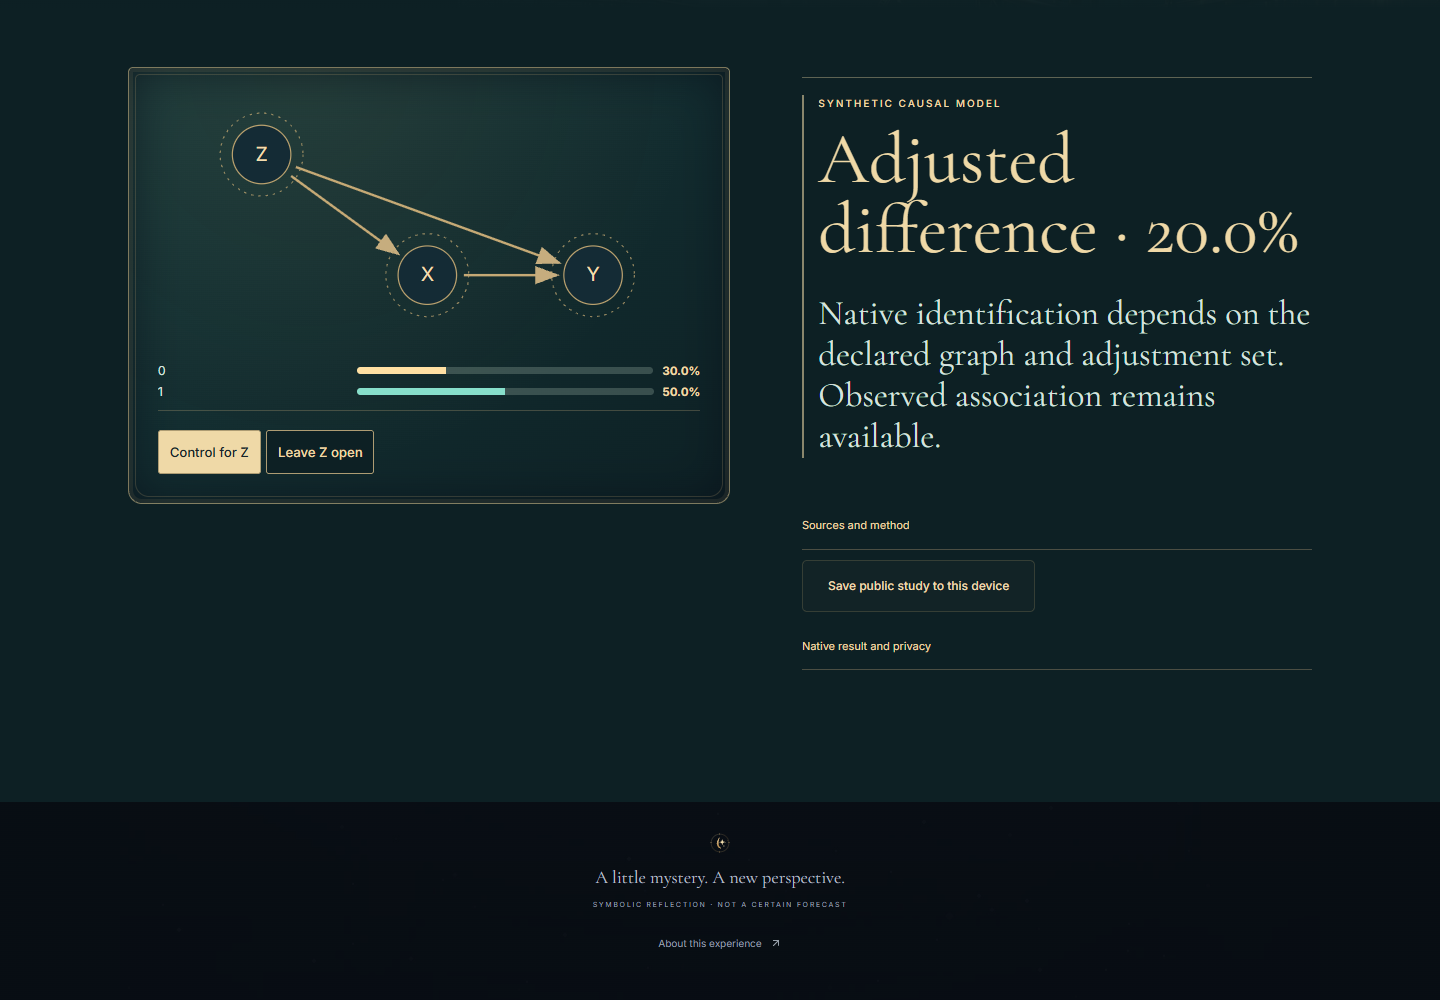 Z
X
Y
0
30.0%
1
50.0%
Control for Z
Leave Z open
SYNTHETIC CAUSAL MODEL
Adjusted
difference · 20.0%
Native identification depends on the
declared graph and adjustment set.
Observed association remains
available.
Sources and method
Save public study to this device
Native result and privacy
A little mystery. A new perspective.
SYMBOLIC REFLECTION · NOT A CERTAIN FORECAST
About this experience